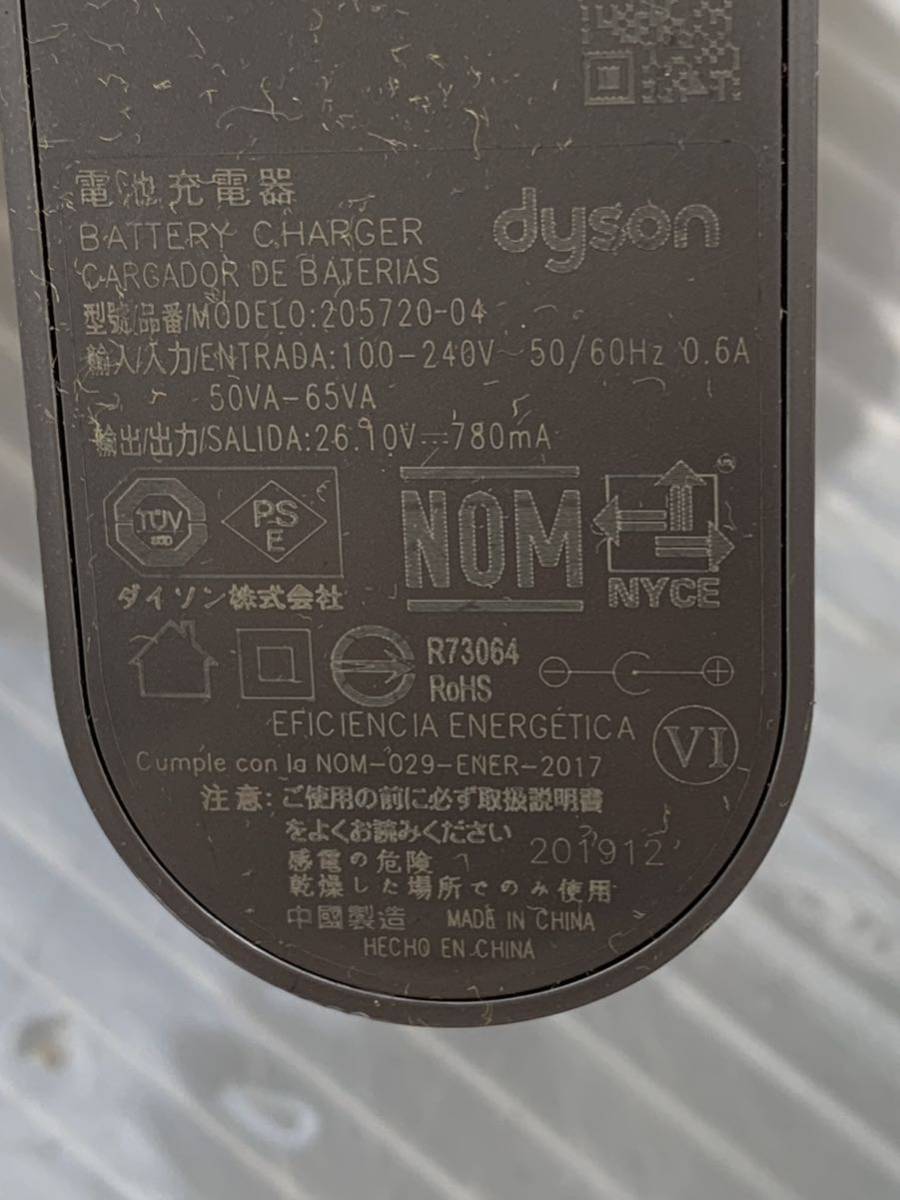 電池充電器
dyson
BATTERY CHARGER
CARGADOR DE BATERIAS
型號/品番/MODELO:205720-04
輸入/入力/ENTRADA:100-240V~50/60Hz 0.6A
50VA-65VA
輸出/出力/SALIDA:26.10V⎓780mA
TÜV
PS
E
NOM
NYCE
ダイソン株式会社
R73064
RoHS
EFICIENCIA ENERGÉTICA
VI
Cumple con la NOM-029-ENER-2017
注意:ご使用の前に必ず取扱説明書
をよくお読みください
201912
感電の危険
乾燥した場所でのみ使用
中國製造 MADE IN CHINA
HECHO EN CHINA